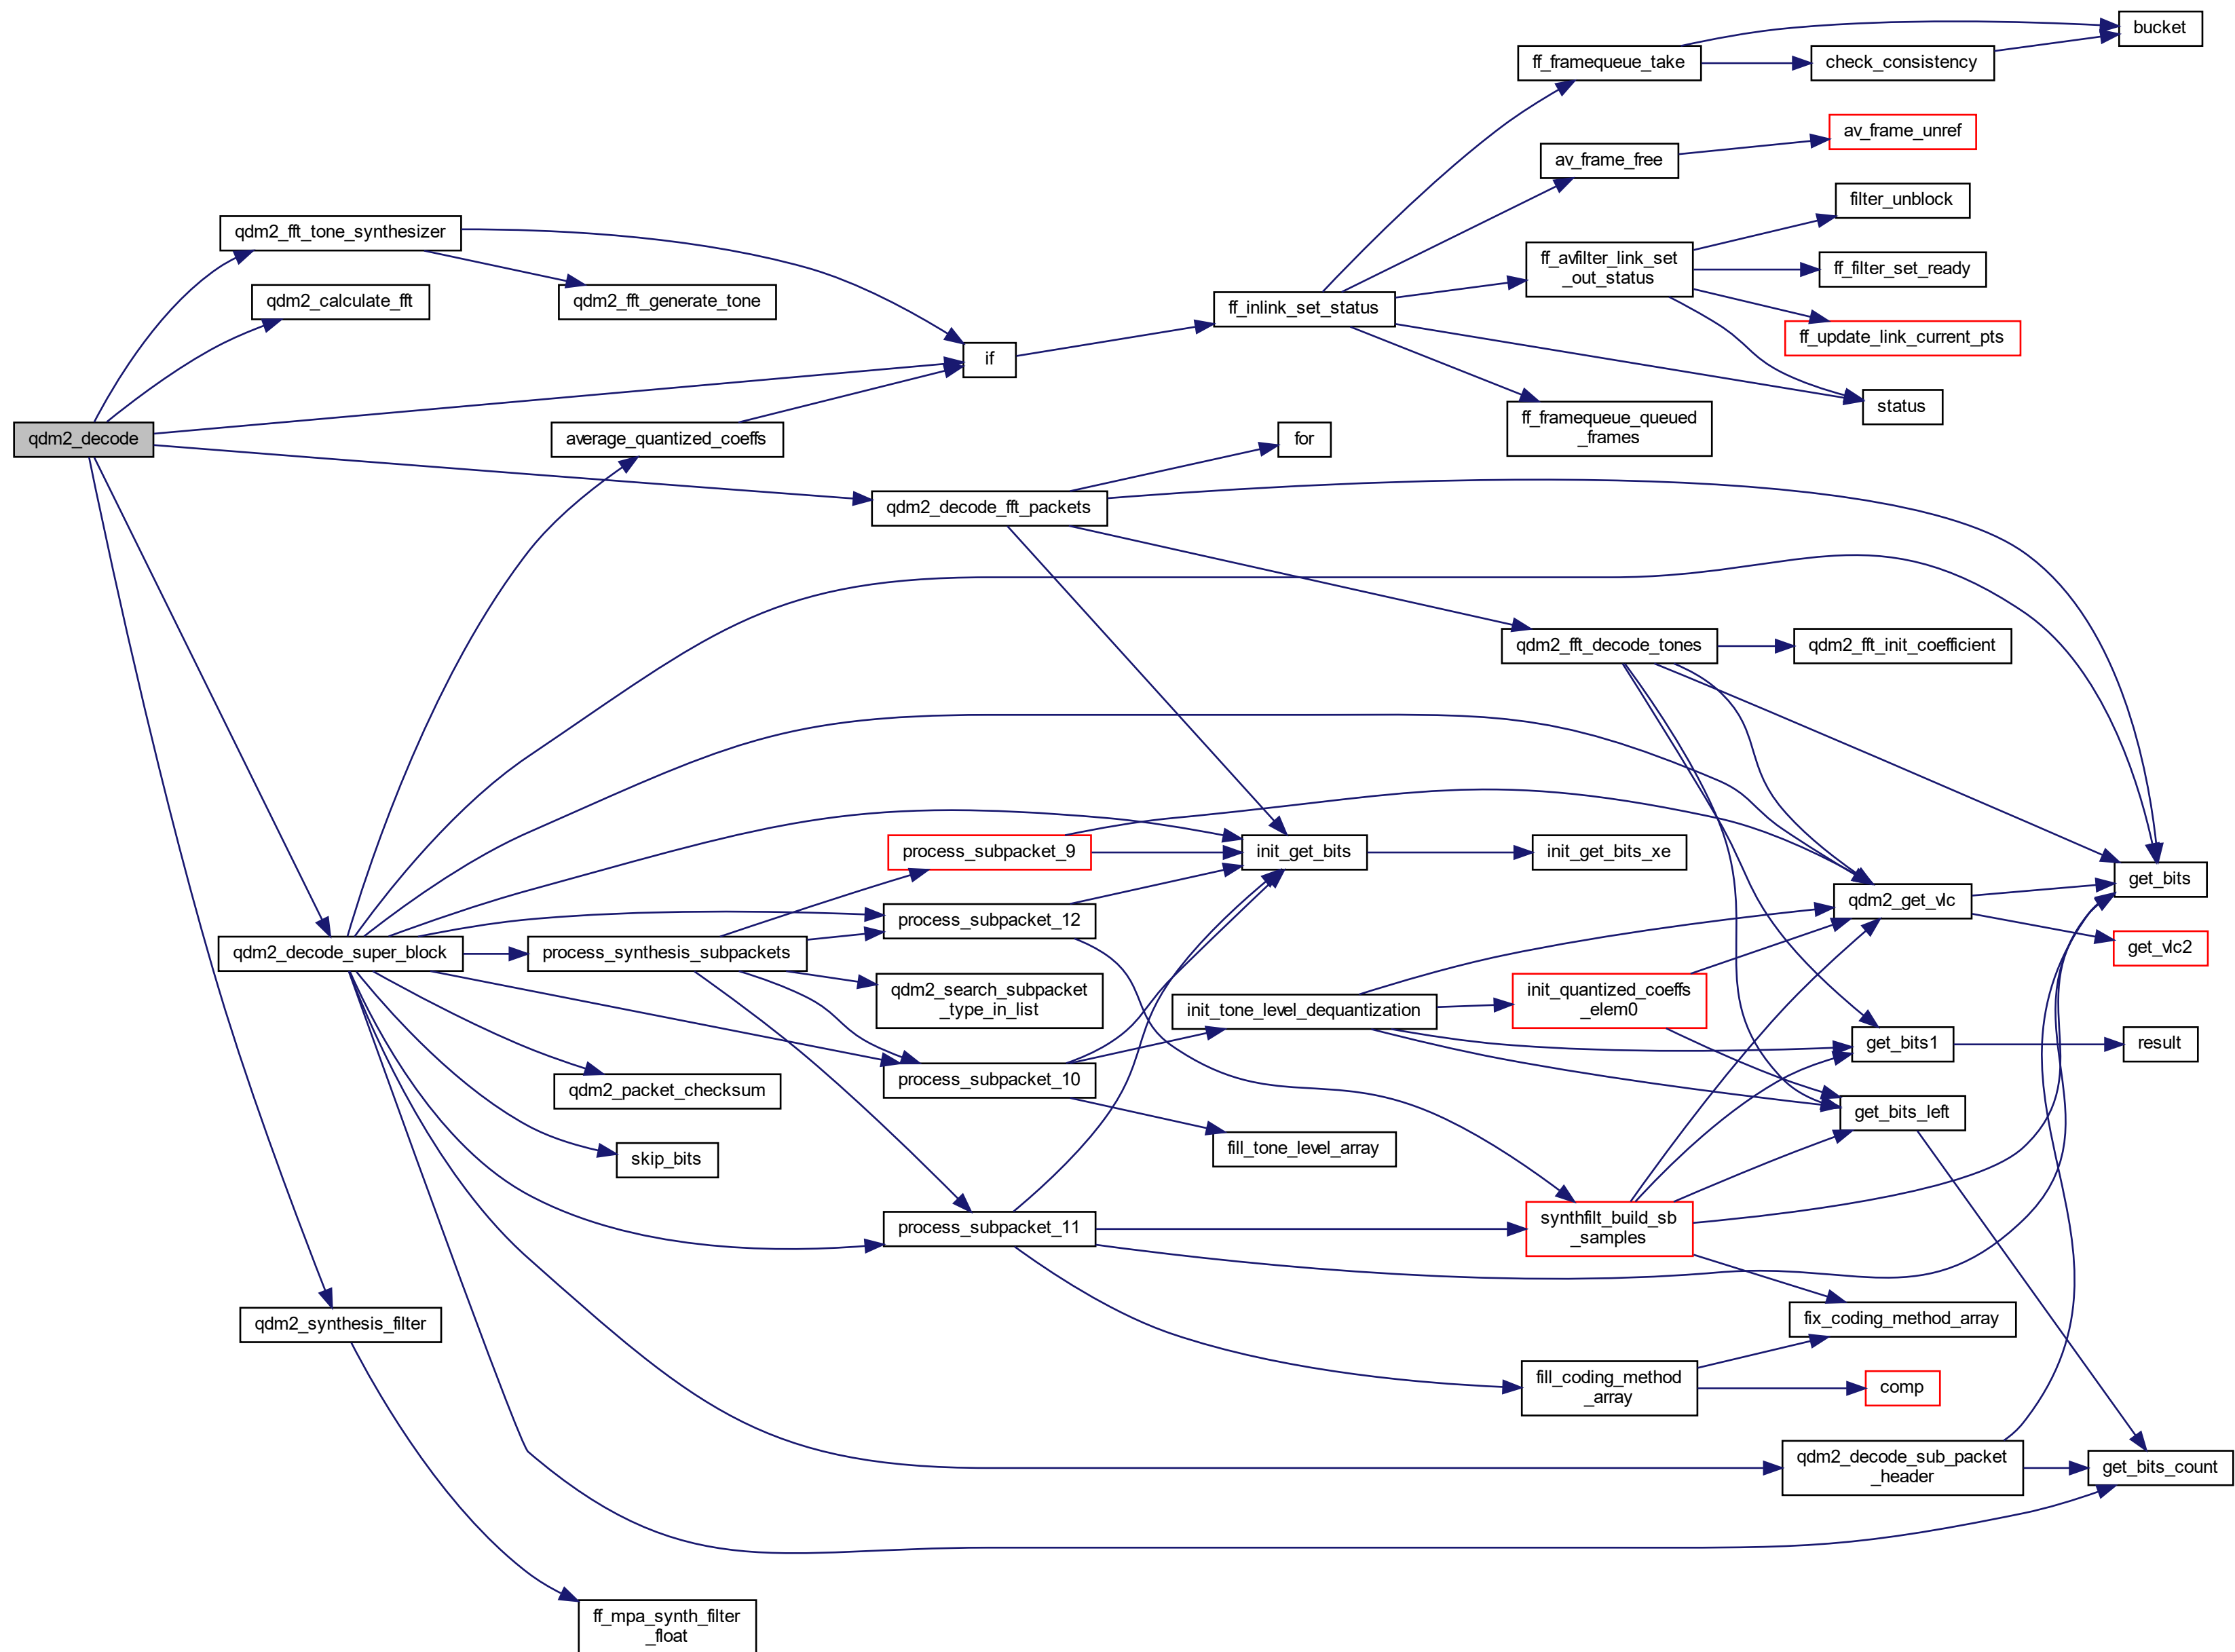 bucket
ff_framequeue_take
check_consistency
av_frame_unref
av_frame_free
filter_unblock
qdm2_fft_tone_synthesizer
ff_avfilter_link_set
_out_status
ff_filter_set_ready
qdm2_calculate_fft
qdm2_fft_generate_tone
ff_inlink_set_status
ff_update_link_current_pts
if
status
qdm2_decode
average_quantized_coeffs
ff_framequeue_queued
_frames
for
qdm2_decode_fft_packets
qdm2_fft_decode_tones
qdm2_fft_init_coefficient
process_subpacket_9
init_get_bits
init_get_bits_xe
get_bits
qdm2_get_vlc
process_subpacket_12
qdm2_decode_super_block
process_synthesis_subpackets
get_vlc2
qdm2_search_subpacket
_type_in_list
init_tone_level_dequantization
init_quantized_coeffs
_elem0
get_bits1
result
process_subpacket_10
qdm2_packet_checksum
get_bits_left
fill_tone_level_array
skip_bits
process_subpacket_11
synthfilt_build_sb
_samples
qdm2_synthesis_filter
fix_coding_method_array
fill_coding_method
_array
comp
qdm2_decode_sub_packet
_header
get_bits_count
ff_mpa_synth_filter
_float